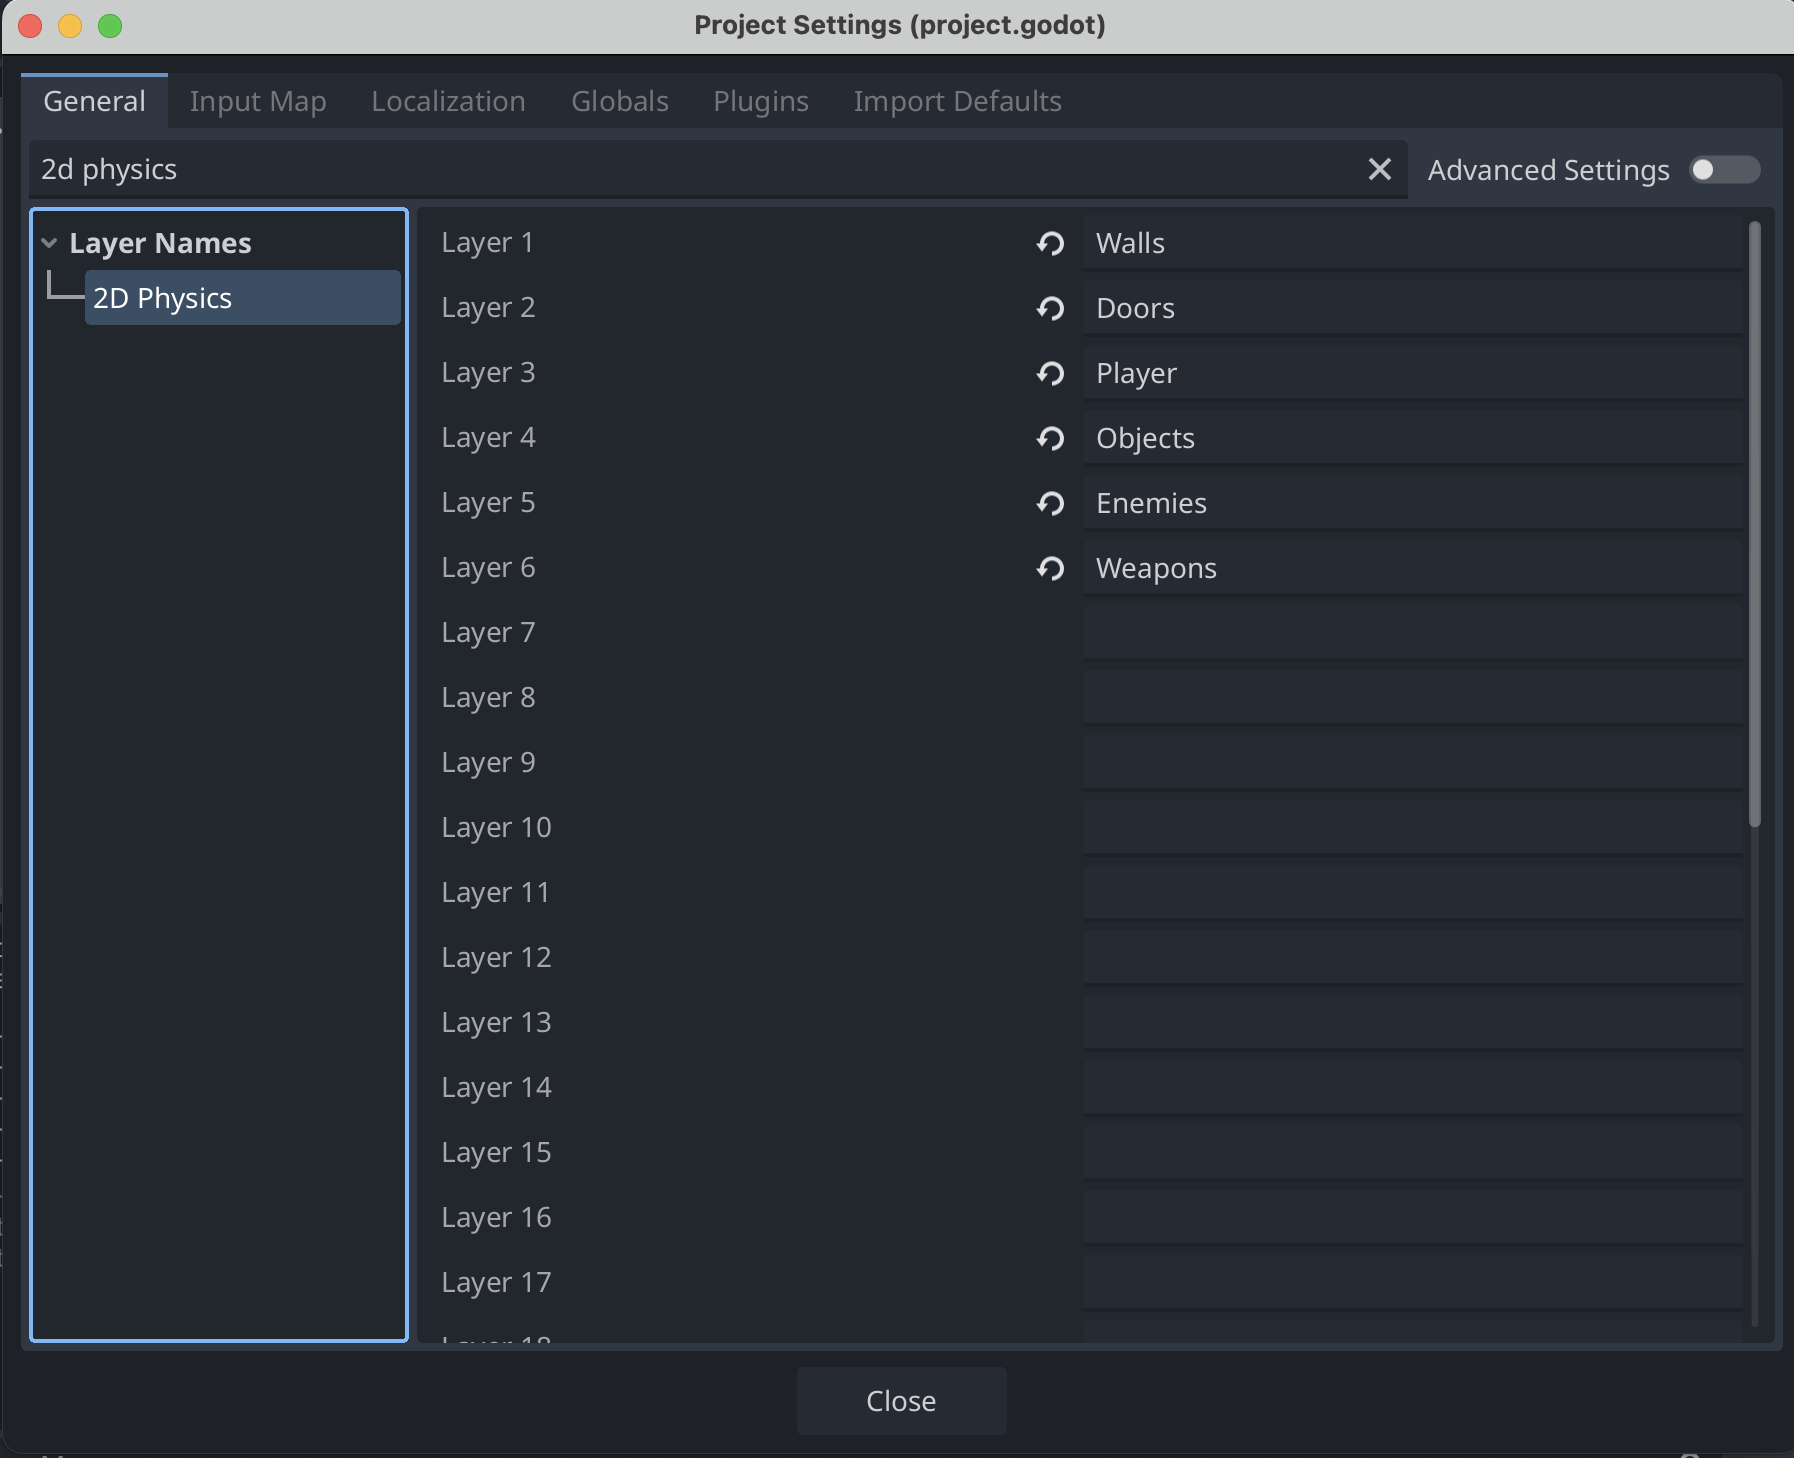 Project Settings (project.godot)
General Input Map Localization Globals Plugins Import Defaults
2d physics
Advanced Settings
Layer Names
2D Physics
Layer 1 Walls
Layer 2 Doors
Layer 3 Player
Layer 4 Objects
Layer 5 Enemies
Layer 6 Weapons
Layer 7
Layer 8
Layer 9
Layer 10
Layer 11
Layer 12
Layer 13
Layer 14
Layer 15
Layer 16
Layer 17
Layer 18
Close